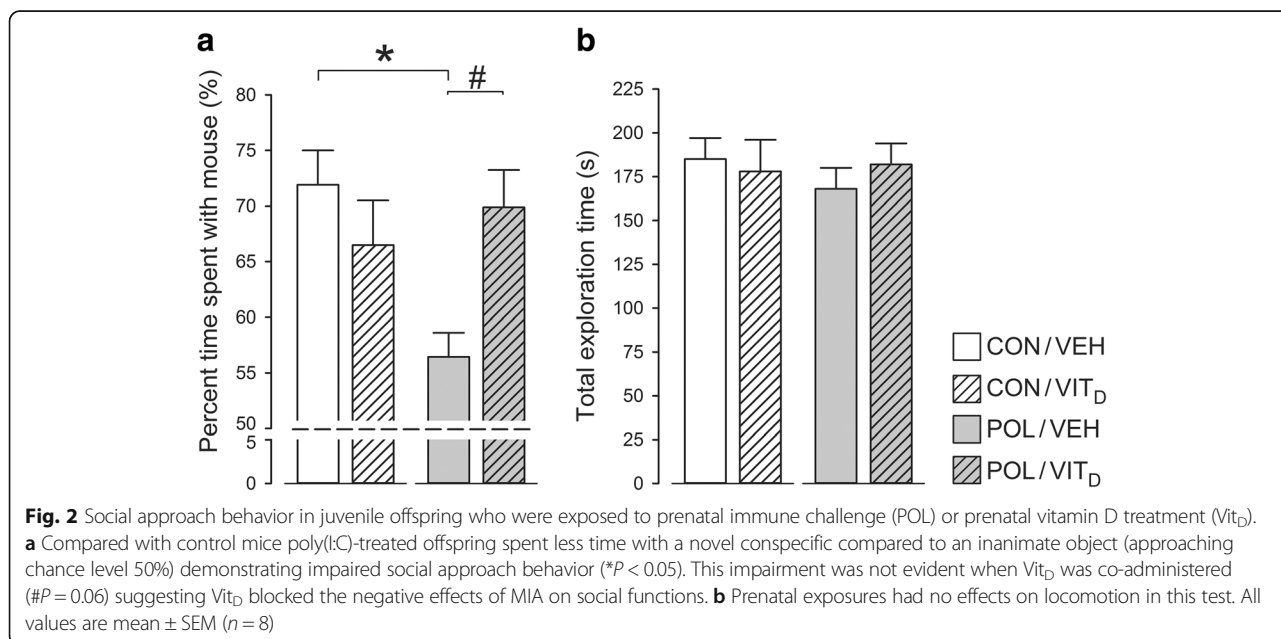 a
b
*
#
Percent time spent with mouse (%)
80
75
70
65
60
55
50
5
0
Total exploration time (s)
225
200
175
150
125
100
75
50
25
0
CON / VEH
CON / VIT_D
POL / VEH
POL / VIT_D
Fig. 2 Social approach behavior in juvenile offspring who were exposed to prenatal immune challenge (POL) or prenatal vitamin D treatment (Vit_D).
a Compared with control mice poly(I:C)-treated offspring spent less time with a novel conspecific compared to an inanimate object (approaching
chance level 50%) demonstrating impaired social approach behavior (*P < 0.05). This impairment was not evident when Vit_D was co-administered
(#P = 0.06) suggesting Vit_D blocked the negative effects of MIA on social functions. b Prenatal exposures had no effects on locomotion in this test. All
values are mean ± SEM (n = 8)